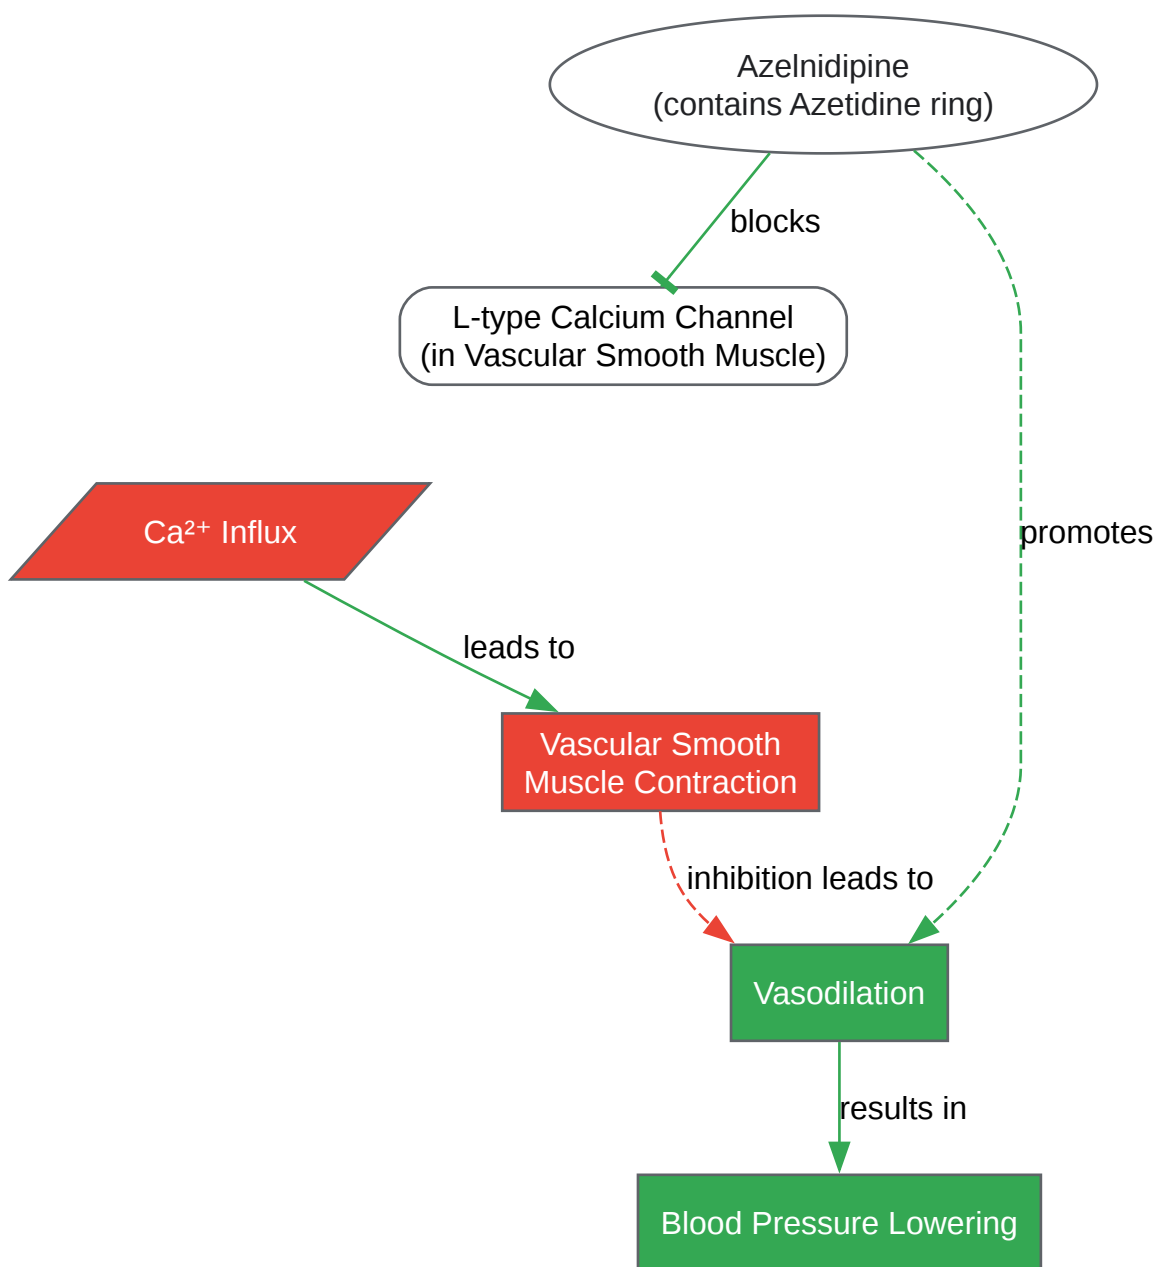 Azelnidipine
(contains Azetidine ring)
blocks
L-type Calcium Channel
(in Vascular Smooth Muscle)
Ca²⁺ Influx
promotes
leads to
Vascular Smooth
Muscle Contraction
inhibition leads to
Vasodilation
results in
Blood Pressure Lowering